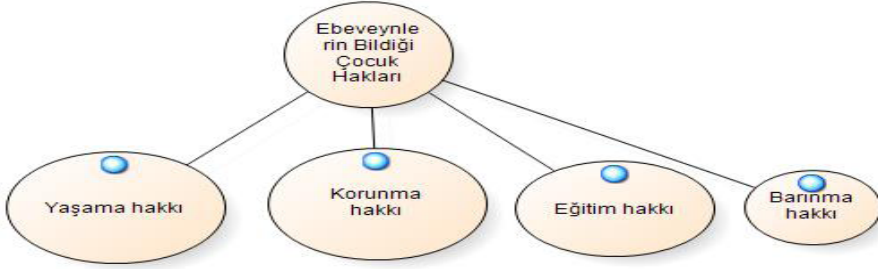 Ebeveynle
rin Bildiği
Çocuk
Hakları
Yaşama hakkı
Korunma
hakkı
Eğitim hakkı
Barınma
hakkı